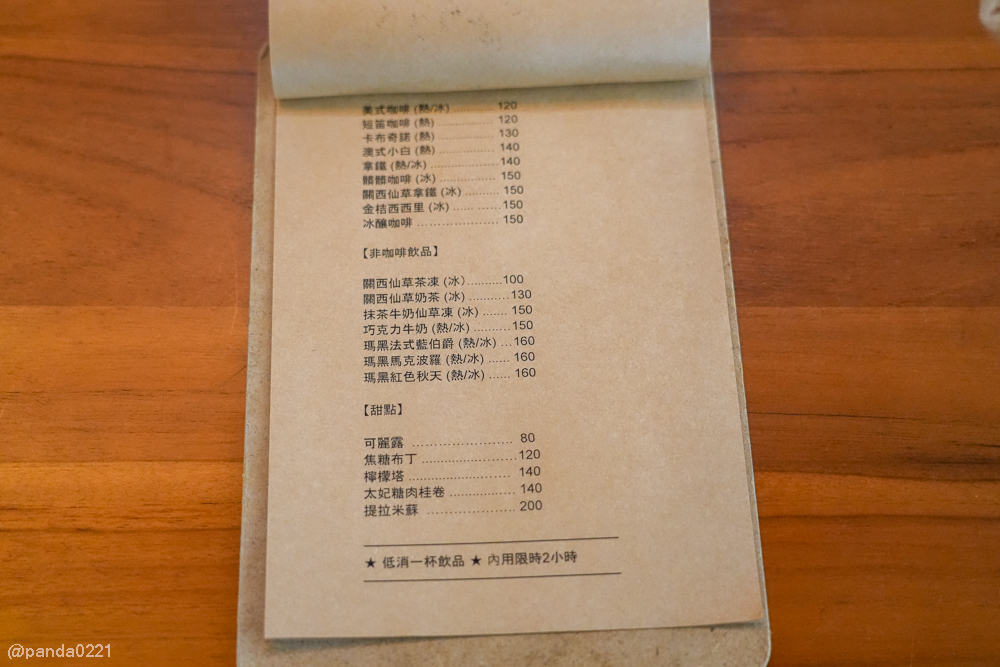 美式咖啡 (熱/冰) ............ 120
短笛咖啡 (熱) ................ 120
卡布奇諾 (熱) ................ 130
澳式小白 (熱) ................ 140
拿鐵 (熱/冰) .................. 140
髒髒咖啡 (冰) ................ 150
關西仙草拿鐵 (冰) ......... 150
金桔西西里 (冰) ............. 150
冰釀咖啡 ..................... 150
【非咖啡飲品】
關西仙草茶凍 (冰) .......... 100
關西仙草奶茶 (冰) ........... 130
抹茶牛奶仙草凍 (冰) ....... 150
巧克力牛奶 (熱/冰) ........... 150
瑪黑法式藍伯爵 (熱/冰) ... 160
瑪黑馬克波羅 (熱/冰) ...... 160
瑪黑紅色秋天 (熱/冰) ...... 160
【甜點】
可麗露 ........................ 80
焦糖布丁 ........................ 120
檸檬塔 .......................... 140
太妃糖肉桂卷 ................. 140
提拉米蘇 ..................... 200
★ 低消一杯飲品 ★ 內用限時2小時
@panda0221